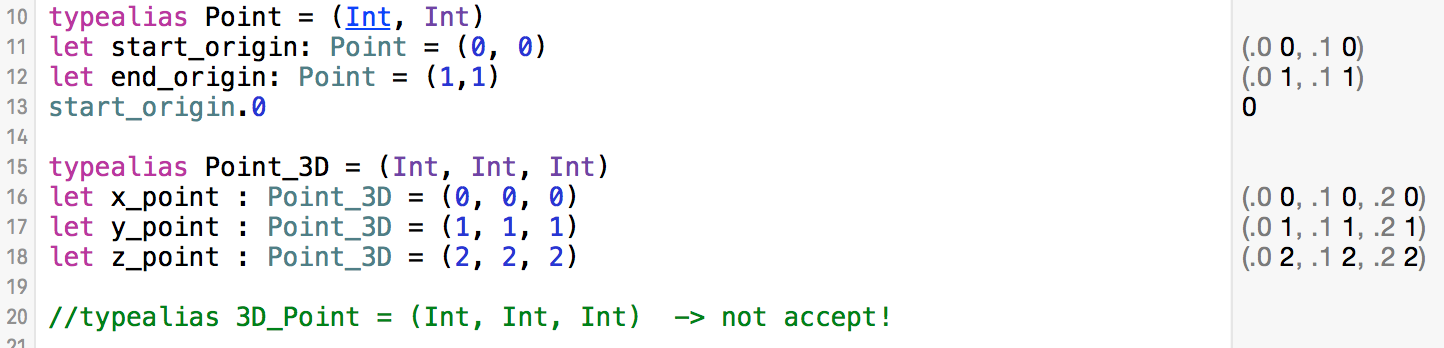 10 typealias Point = (Int, Int)
11 let start_origin: Point = (0, 0) (.0 0, .1 0)
12 let end_origin: Point = (1,1) (.0 1, .1 1)
13 start_origin.0 0
14
15 typealias Point_3D = (Int, Int, Int)
16 let x_point : Point_3D = (0, 0, 0) (.0 0, .1 0, .2 0)
17 let y_point : Point_3D = (1, 1, 1) (.0 1, .1 1, .2 1)
18 let z_point : Point_3D = (2, 2, 2) (.0 2, .1 2, .2 2)
19
20 //typealias 3D_Point = (Int, Int, Int)  -> not accept!
21